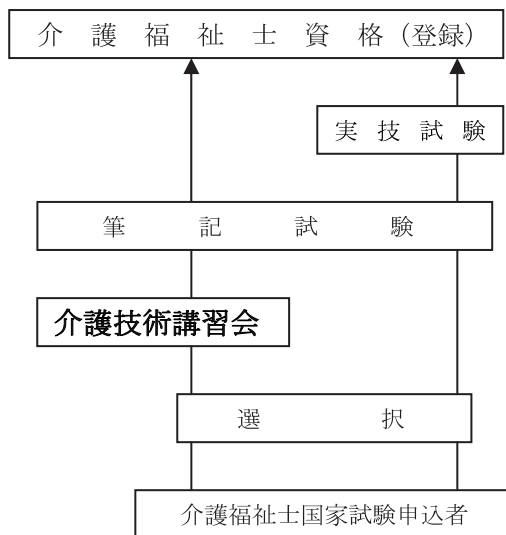 介護福祉士資格（登録）
実技試験
筆記試験
介護技術講習会
選択
介護福祉士国家試験申込者